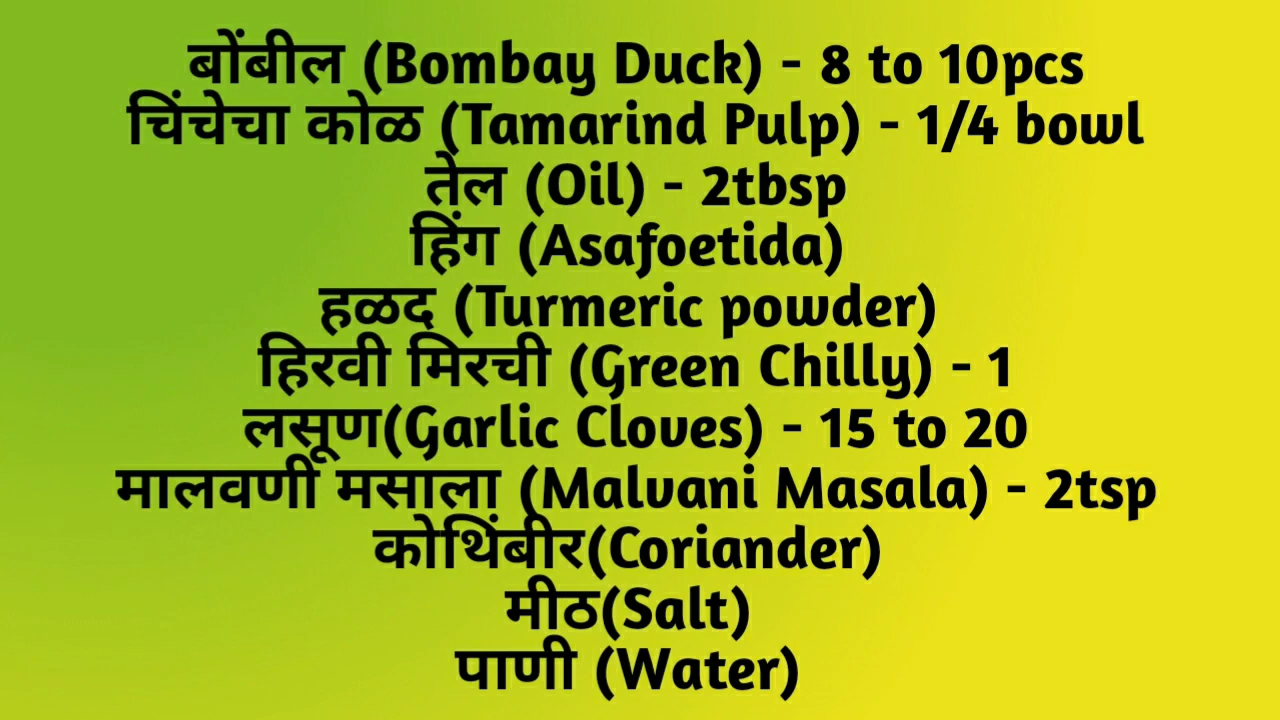 बोंबील (Bombay Duck) - 8 to 10pcs
चिंचेचा कोळ (Tamarind Pulp) - 1/4 bowl
तेल (Oil) - 2tbsp
हिंग (Asafoetida)
हळद (Turmeric powder)
हिरवी मिरची (Green Chilly) - 1
लसूण(Garlic Cloves) - 15 to 20
मालवणी मसाला (Malvani Masala) - 2tsp
कोथिंबीर(Coriander)
मीठ(Salt)
पाणी (Water)